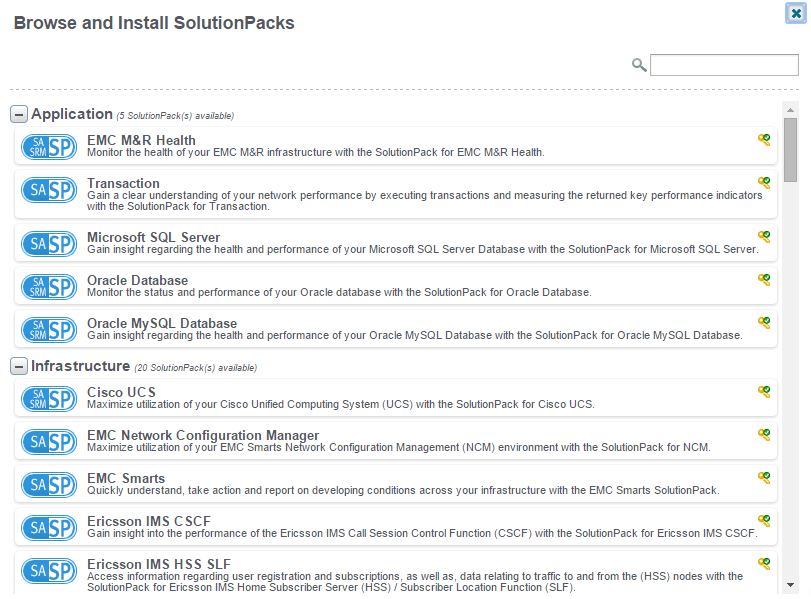 Browse and Install SolutionPacks
Application (5 SolutionPack(s) available)
SA SRM SP
EMC M&R Health
Monitor the health of your EMC M&R infrastructure with the SolutionPack for EMC M&R Health.
SA SP
Transaction
Gain a clear understanding of your network performance by executing transactions and measuring the returned key performance indicators
with the SolutionPack for Transaction.
SA SP
Microsoft SQL Server
Gain insight regarding the health and performance of your Microsoft SQL Server Database with the SolutionPack for Microsoft SQL Server.
SA SRM SP
Oracle Database
Monitor the status and performance of your Oracle database with the SolutionPack for Oracle Database.
SA SRM SP
Oracle MySQL Database
Gain insight regarding the health and performance of your Oracle MySQL Database with the SolutionPack for Oracle MySQL Database.
Infrastructure (20 SolutionPack(s) available)
SA SRM SP
Cisco UCS
Maximize utilization of your Cisco Unified Computing System (UCS) with the SolutionPack for Cisco UCS.
SA SP
EMC Network Configuration Manager
Maximize utilization of your EMC Smarts Network Configuration Management (NCM) environment with the SolutionPack for NCM.
SA SP
EMC Smarts
Quickly understand, take action and report on developing conditions across your infrastructure with the EMC Smarts SolutionPack.
SA SP
Ericsson IMS CSCF
Gain insight into the performance of the Ericsson IMS Call Session Control Function (CSCF) with the SolutionPack for Ericsson IMS CSCF.
SA SP
Ericsson IMS HSS SLF
Access information regarding user registration and subscriptions, as well as, data relating to traffic to and from the (HSS) nodes with the
SolutionPack for Ericsson IMS Home Subscriber Server (HSS) / Subscriber Location Function (SLF).